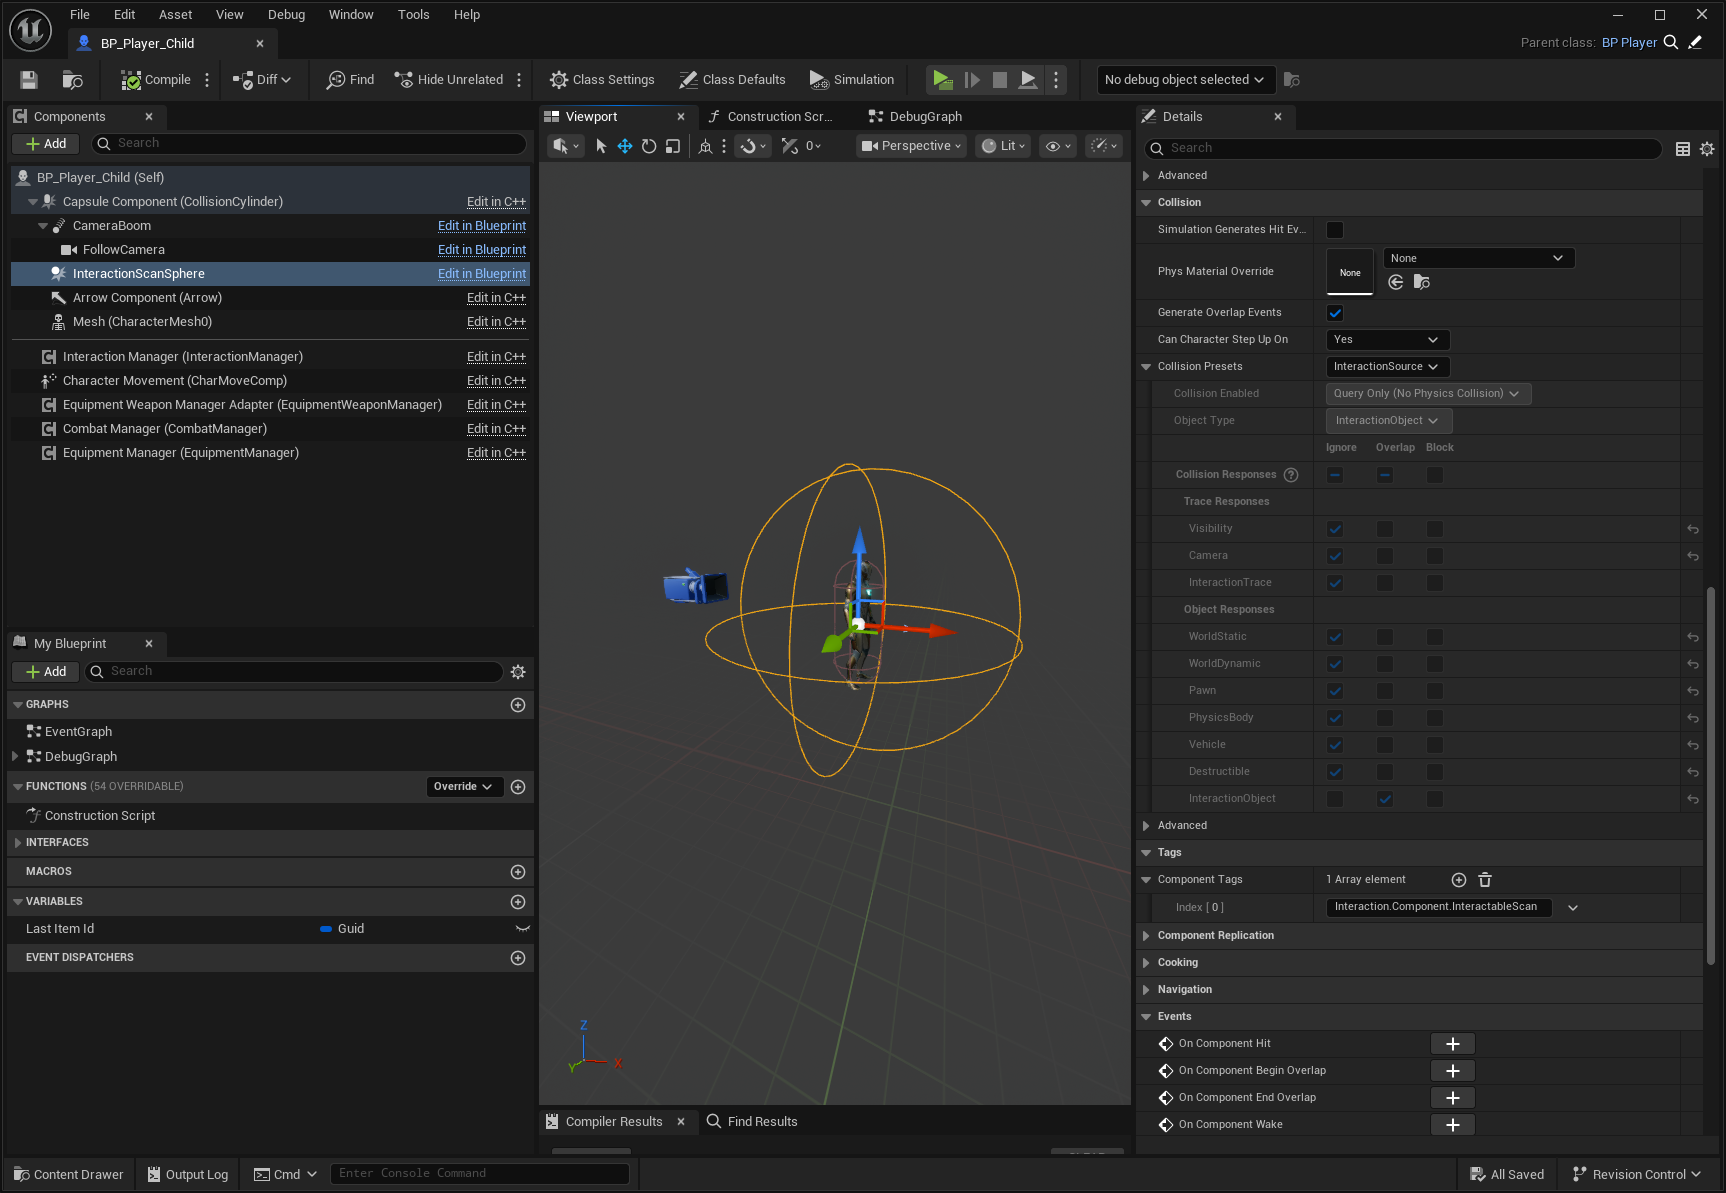 File Edit Asset View Debug Window Tools Help
BP_Player_Child
Parent class: BP Player
Compile Diff Find Hide Unrelated Class Settings Class Defaults Simulation No debug object selected
Components
Add Search
BP_Player_Child (Self)
Capsule Component (CollisionCylinder) Edit in C++
CameraBoom Edit in Blueprint
FollowCamera Edit in Blueprint
InteractionScanSphere Edit in Blueprint
Arrow Component (Arrow) Edit in C++
Mesh (CharacterMesh0) Edit in C++
Interaction Manager (InteractionManager) Edit in C++
Character Movement (CharMoveComp) Edit in C++
Equipment Weapon Manager Adapter (EquipmentWeaponManager) Edit in C++
Combat Manager (CombatManager) Edit in C++
Equipment Manager (EquipmentManager) Edit in C++
My Blueprint
Add Search
GRAPHS
EventGraph
DebugGraph
FUNCTIONS (54 OVERRIDABLE) Override
Construction Script
INTERFACES
MACROS
VARIABLES
Last Item Id Guid
EVENT DISPATCHERS
Viewport Construction Scr... DebugGraph
0 Perspective Lit
Z
Y X
Compiler Results Find Results
Details
Search
Advanced
Collision
Simulation Generates Hit Ev...
Phys Material Override None None
Generate Overlap Events
Can Character Step Up On Yes
Collision Presets InteractionSource
Collision Enabled Query Only (No Physics Collision)
Object Type InteractionObject
Ignore Overlap Block
Collision Responses ?
Trace Responses
Visibility
Camera
InteractionTrace
Object Responses
WorldStatic
WorldDynamic
Pawn
PhysicsBody
Vehicle
Destructible
InteractionObject
Advanced
Tags
Component Tags 1 Array element
Index [ 0 ] Interaction.Component.InteractableScan
Component Replication
Cooking
Navigation
Events
On Component Hit
On Component Begin Overlap
On Component End Overlap
On Component Wake
Content Drawer Output Log Cmd Enter Console Command All Saved Revision Control